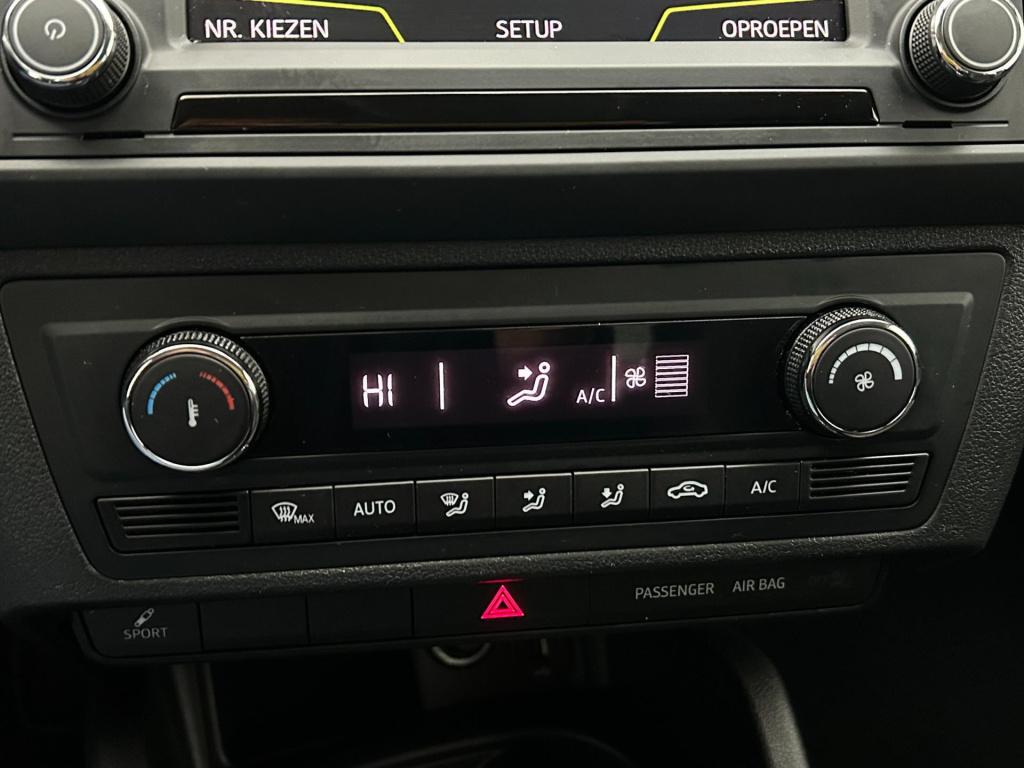 NR. KIEZEN SETUP OPROEPEN
HI A/C
MAX AUTO A/C
SPORT PASSENGER AIR BAG